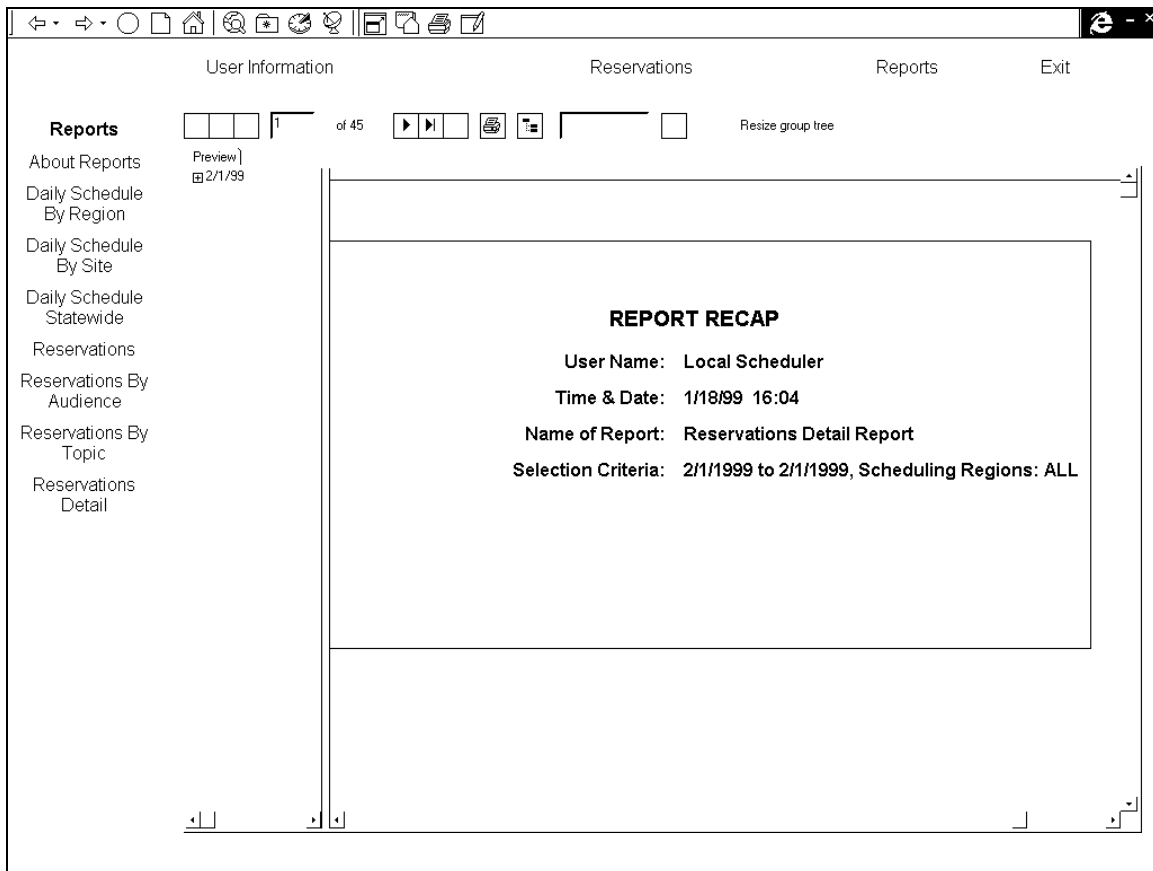 User Information Reservations Reports Exit
Reports
1 of 45 Resize group tree
About Reports
Daily Schedule
By Region
Daily Schedule
By Site
Daily Schedule
Statewide
Reservations
Reservations By
Audience
Reservations By
Topic
Reservations
Detail
Preview
2/1/99
REPORT RECAP
User Name: Local Scheduler
Time & Date: 1/18/99 16:04
Name of Report: Reservations Detail Report
Selection Criteria: 2/1/1999 to 2/1/1999, Scheduling Regions: ALL